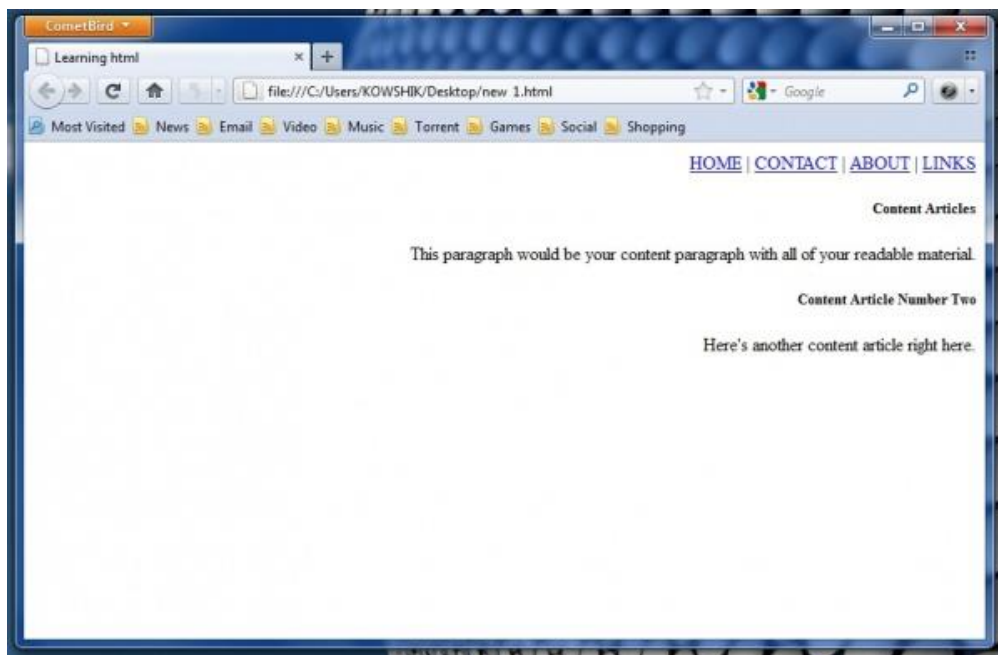 CometBird
Learning html
file:///C:/Users/KOWSHIK/Desktop/new 1.html
Google
Most Visited News Email Video Music Torrent Games Social Shopping
HOME | CONTACT | ABOUT | LINKS
Content Articles
This paragraph would be your content paragraph with all of your readable material.
Content Article Number Two
Here's another content article right here.